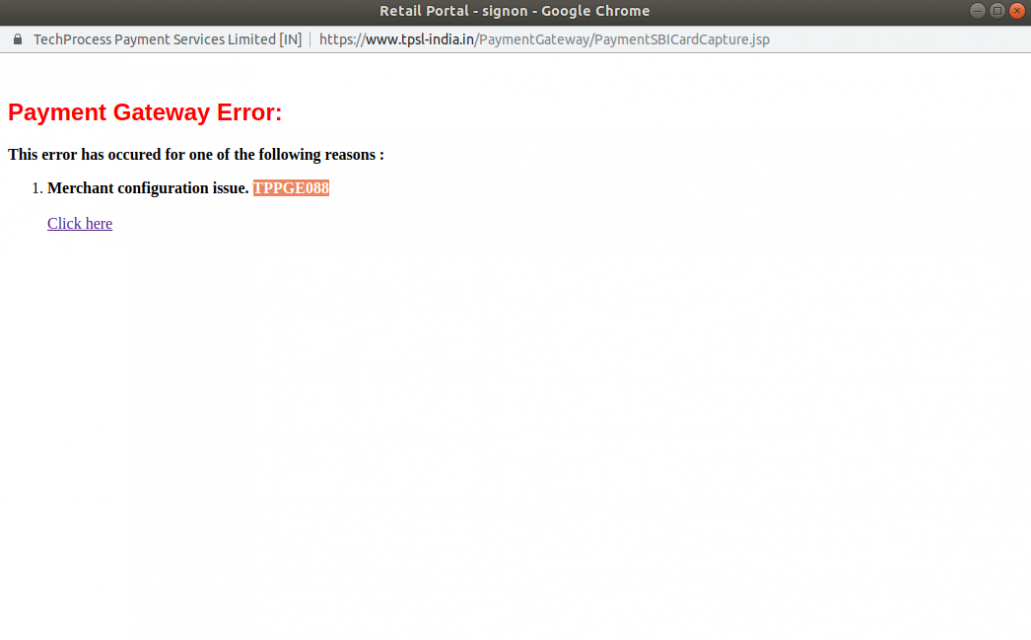 Retail Portal - signon - Google Chrome
TechProcess Payment Services Limited [IN] | https://www.tpsl-india.in/PaymentGateway/PaymentSBICardCapture.jsp
Payment Gateway Error:
This error has occured for one of the following reasons :
1. Merchant configuration issue. TPPGE088
Click here